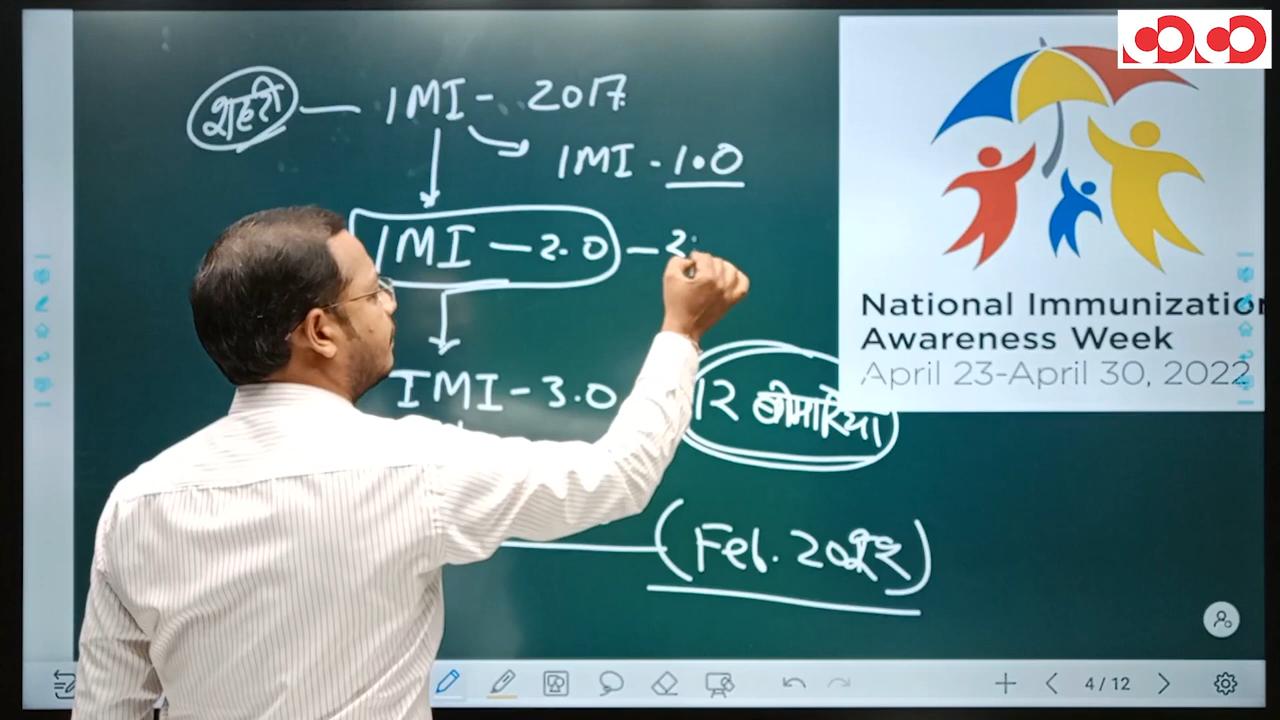 शहरी — IMI - 2017
IMI - 1.0
IMI — 2.0 — 2
IMI - 3.0
12 बीमारियाँ
(Feb. 2022)
National Immunization
Awareness Week
April 23-April 30, 2022
4 / 12